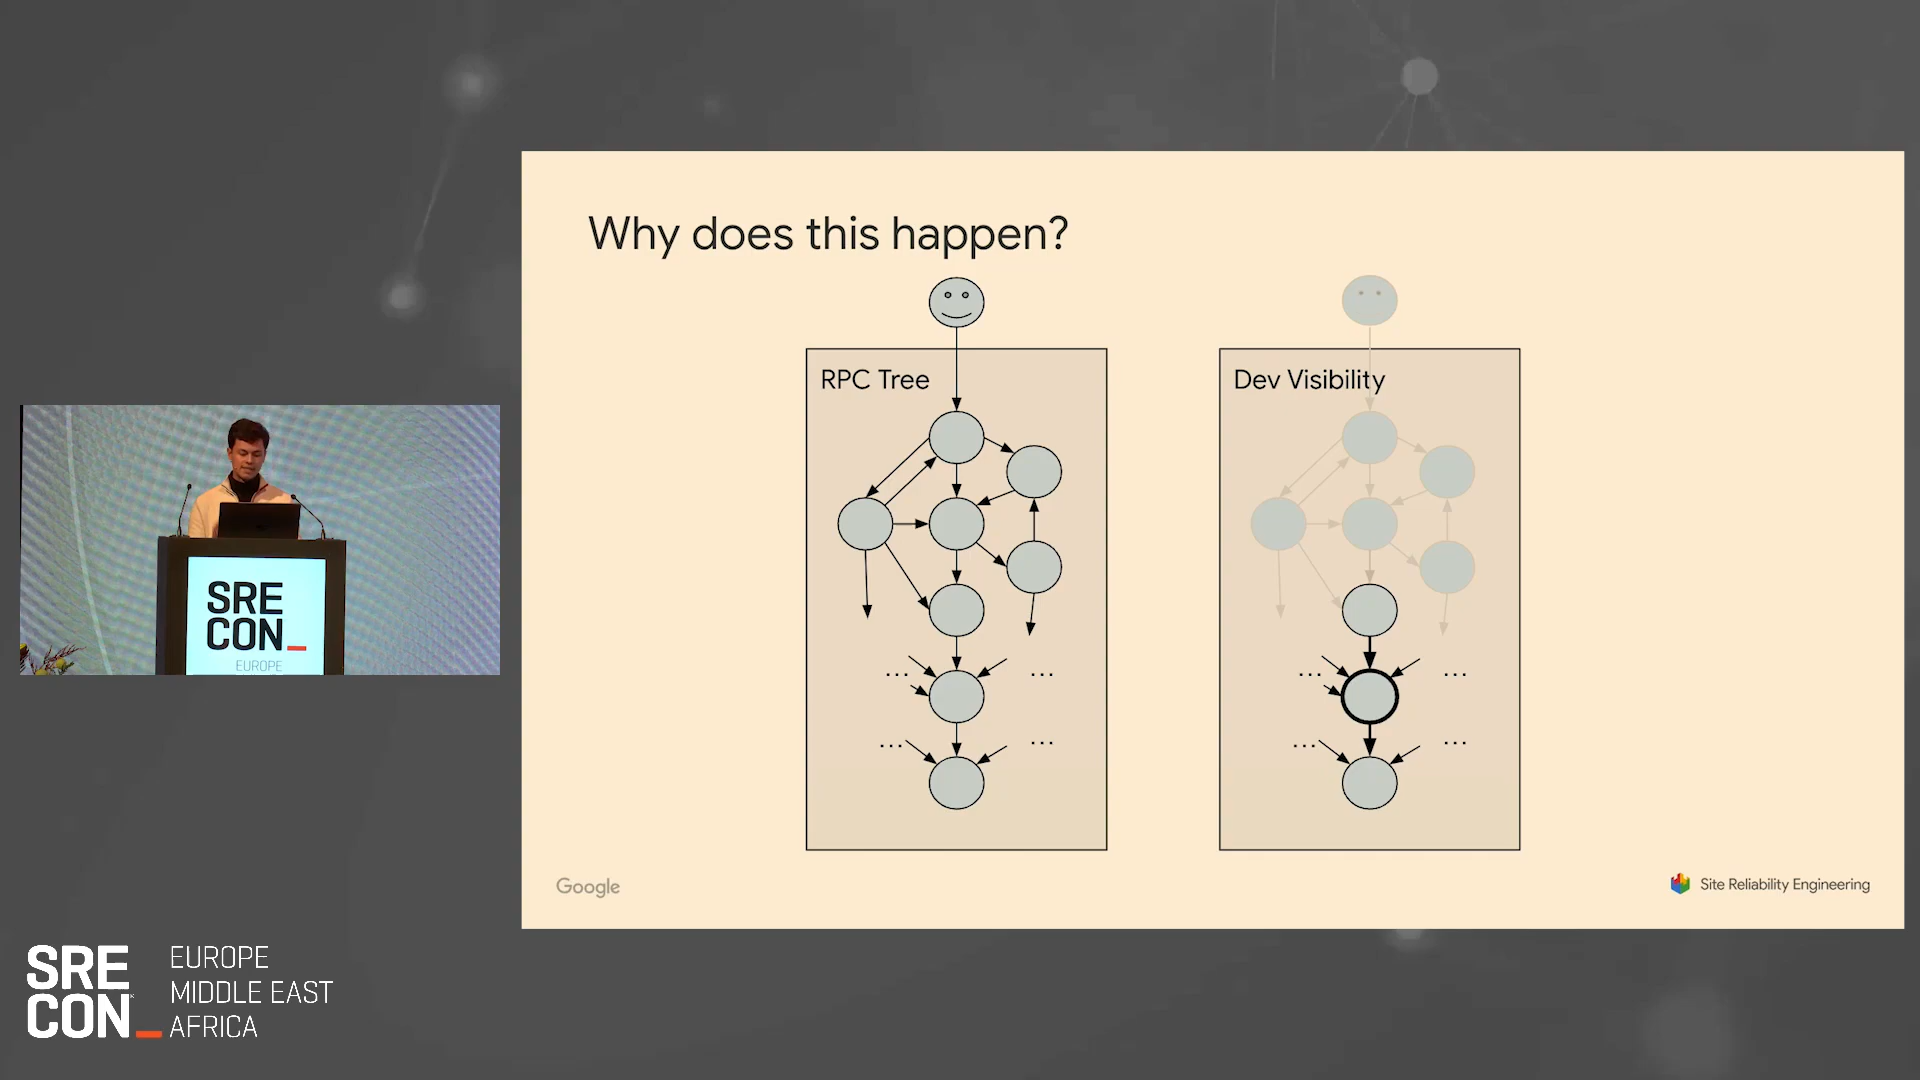 Why does this happen?
RPC Tree
Dev Visibility
...
...
...
...
...
...
...
...
Google
Site Reliability Engineering
SRE
CON_
EUROPE
SRE
CON_
EUROPE
MIDDLE EAST
AFRICA